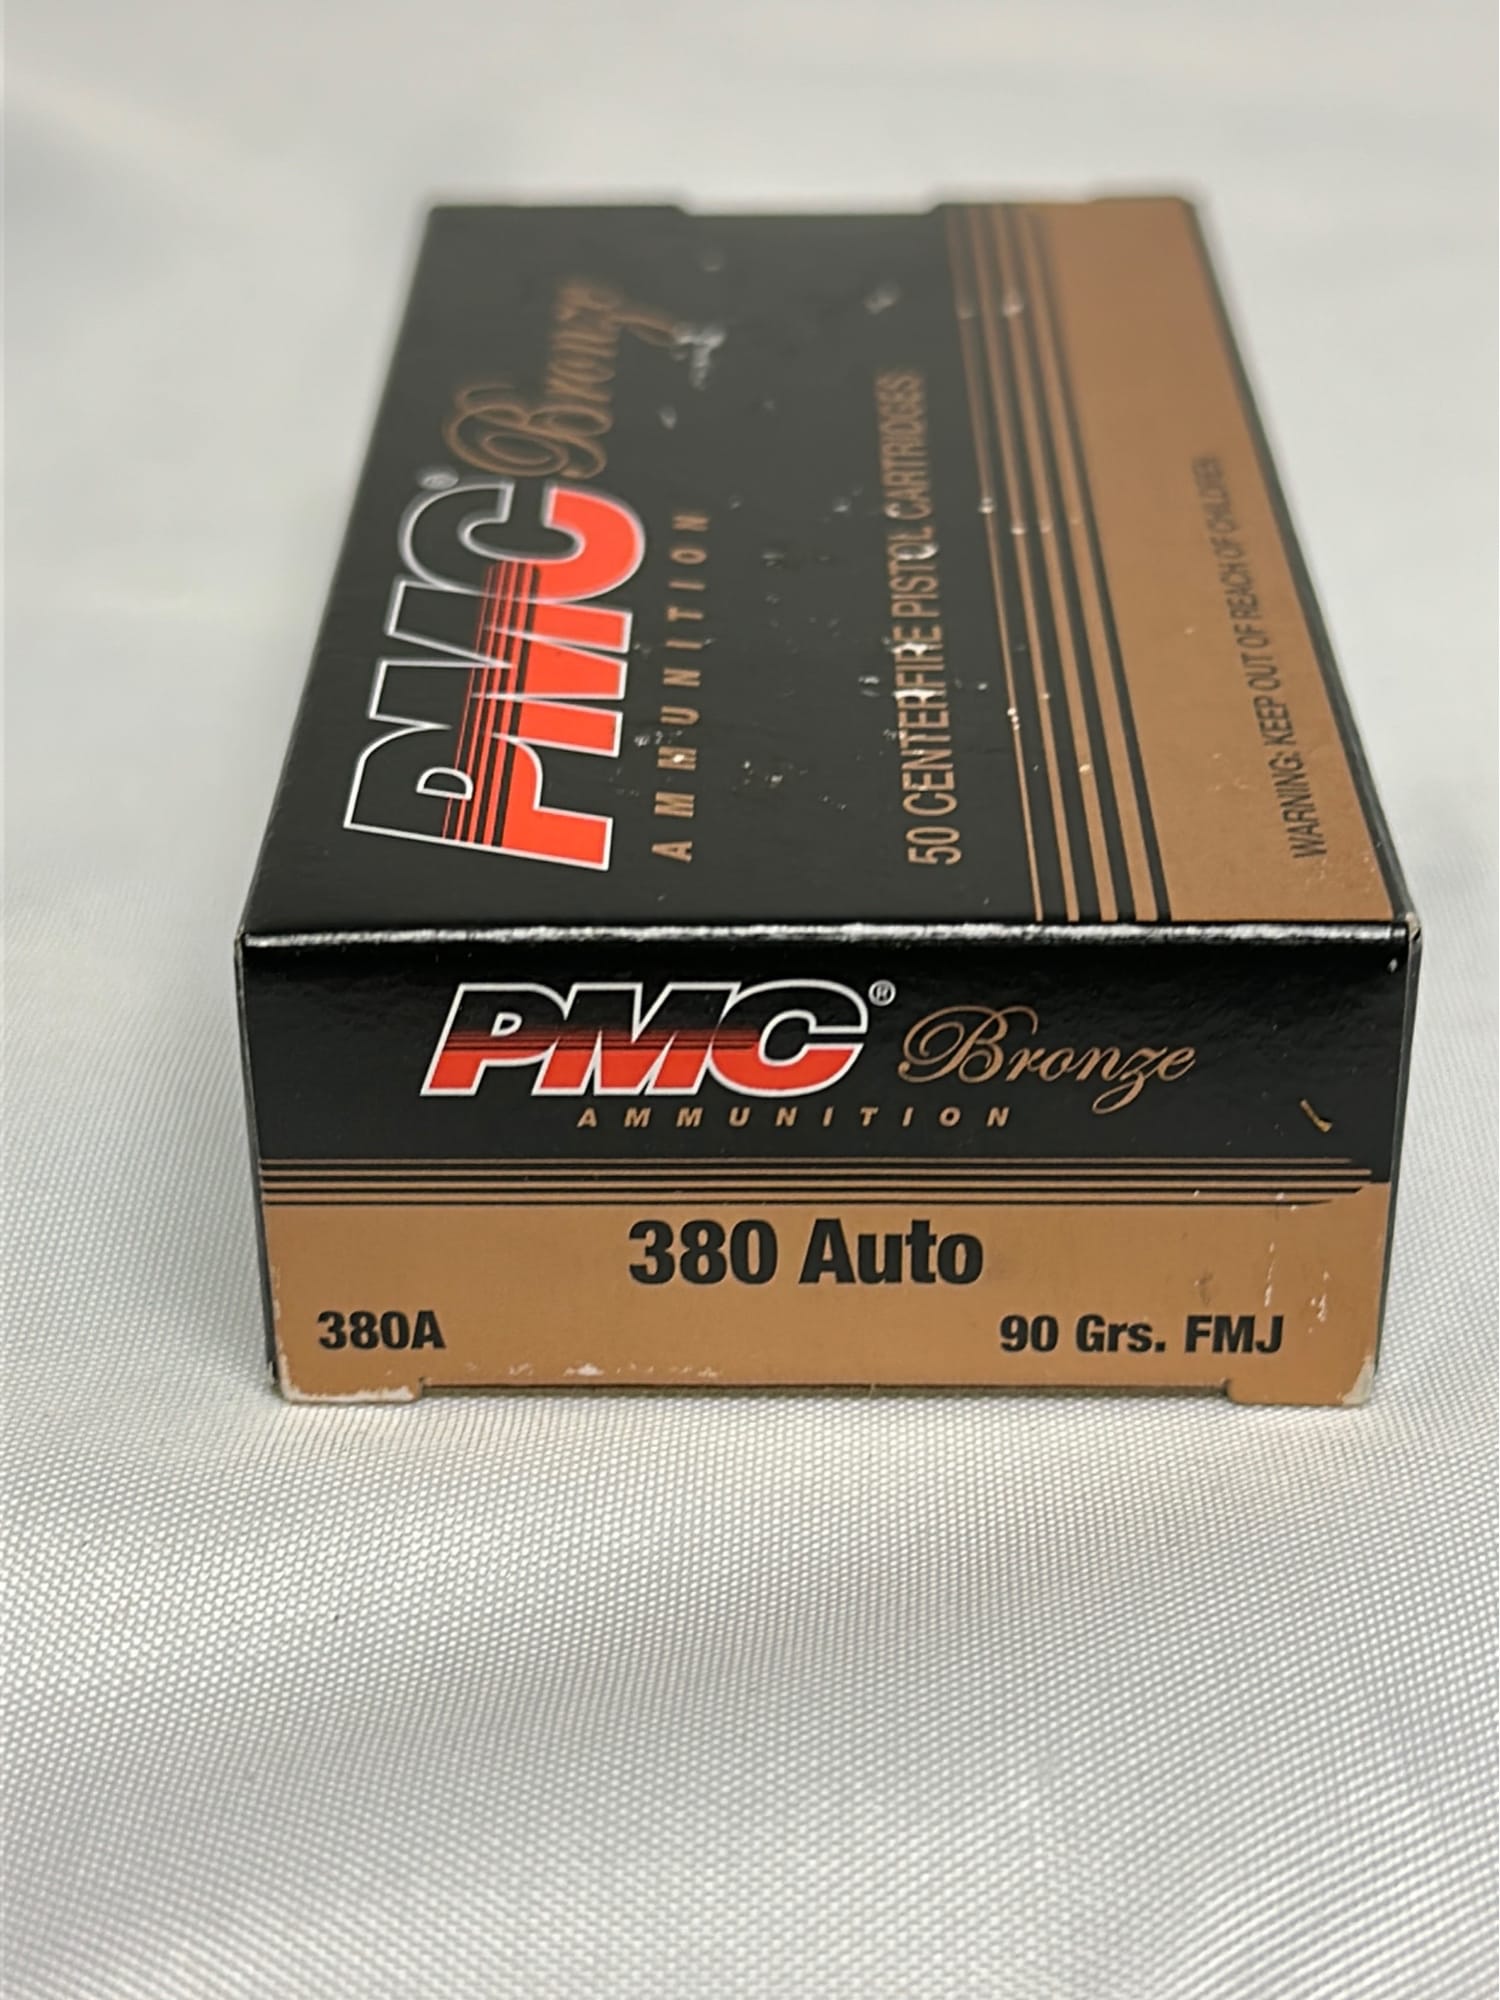 PMC® Bronze
AMMUNITION
50 CENTERFIRE PISTOL CARTRIDGES
WARNING: KEEP OUT OF REACH OF CHILDREN
PMC® Bronze
AMMUNITION
380 Auto
380A
90 Grs. FMJ